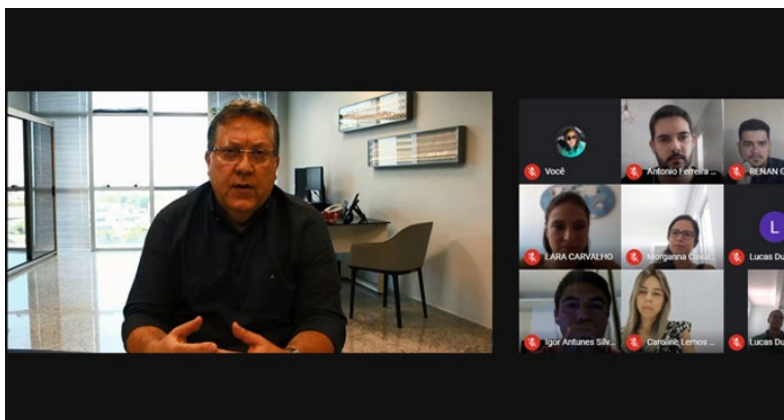 Você
Antonio Ferreira ...
RENAN G
LARA CARVALHO
Morganna
L
Lucas Du
Igor Antunes Silv...
Caroline Lemos ...
Lucas Du